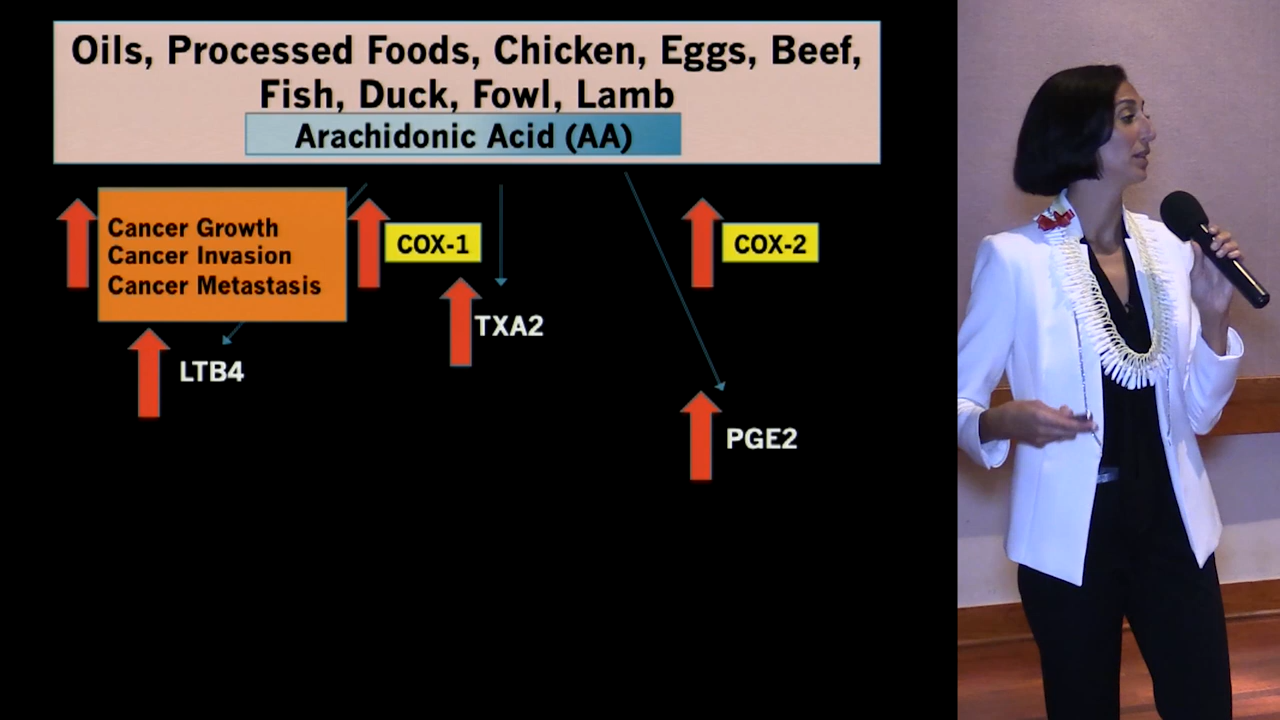 Oils, Processed Foods, Chicken, Eggs, Beef,
Fish, Duck, Fowl, Lamb
Arachidonic Acid (AA)
Cancer Growth
Cancer Invasion
Cancer Metastasis
COX-1
COX-2
TXA2
LTB4
PGE2